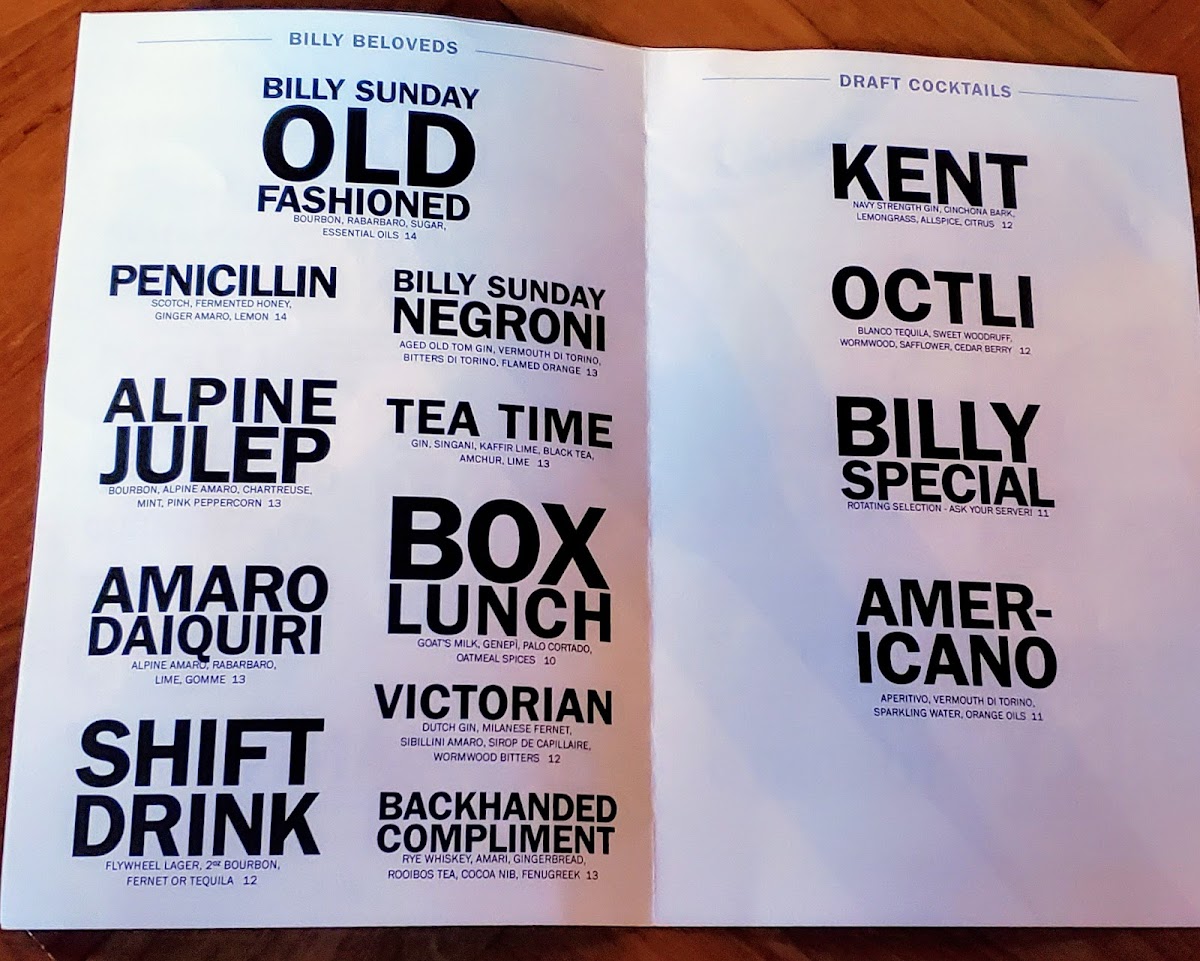 BILLY BELOVEDS
BILLY SUNDAY
OLD
FASHIONED
BOURBON, RABARBARO, SUGAR,
ESSENTIAL OILS 14
PENICILLIN
SCOTCH, FERMENTED HONEY,
GINGER AMARO, LEMON 14
ALPINE
JULEP
BOURBON, ALPINE AMARO, CHARTREUSE,
MINT, PINK PEPPERCORN 13
AMARO
DAIQUIRI
ALPINE AMARO, RABARBARO,
LIME, GOMME 13
SHIFT
DRINK
FLYWHEEL LAGER, 2oz BOURBON,
FERNET OR TEQUILA 12
BILLY SUNDAY
NEGRONI
AGED OLD TOM GIN, VERMOUTH DI TORINO,
BITTERS DI TORINO, FLAMED ORANGE 13
TEA TIME
GIN, SINGANI, KAFFIR LIME, BLACK TEA,
AMCHUR, LIME 13
BOX
LUNCH
GOAT'S MILK, GENEPÌ, PALO CORTADO,
OATMEAL SPICES 10
VICTORIAN
DUTCH GIN, MILANESE FERNET,
SIBILLINI AMARO, SIROP DE CAPILLAIRE,
WORMWOOD BITTERS 12
BACKHANDED
COMPLIMENT
RYE WHISKEY, AMARI, GINGERBREAD,
ROOIBOS TEA, COCOA NIB, FENUGREEK 13
DRAFT COCKTAILS
KENT
NAVY STRENGTH GIN, CINCHONA BARK,
LEMONGRASS, ALLSPICE, CITRUS 12
OCTLI
BLANCO TEQUILA, SWEET WOODRUFF,
WORMWOOD, SAFFLOWER, CEDAR BERRY 12
BILLY
SPECIAL
ROTATING SELECTION - ASK YOUR SERVER! 11
AMER-
ICANO
APERITIVO, VERMOUTH DI TORINO,
SPARKLING WATER, ORANGE OILS 11